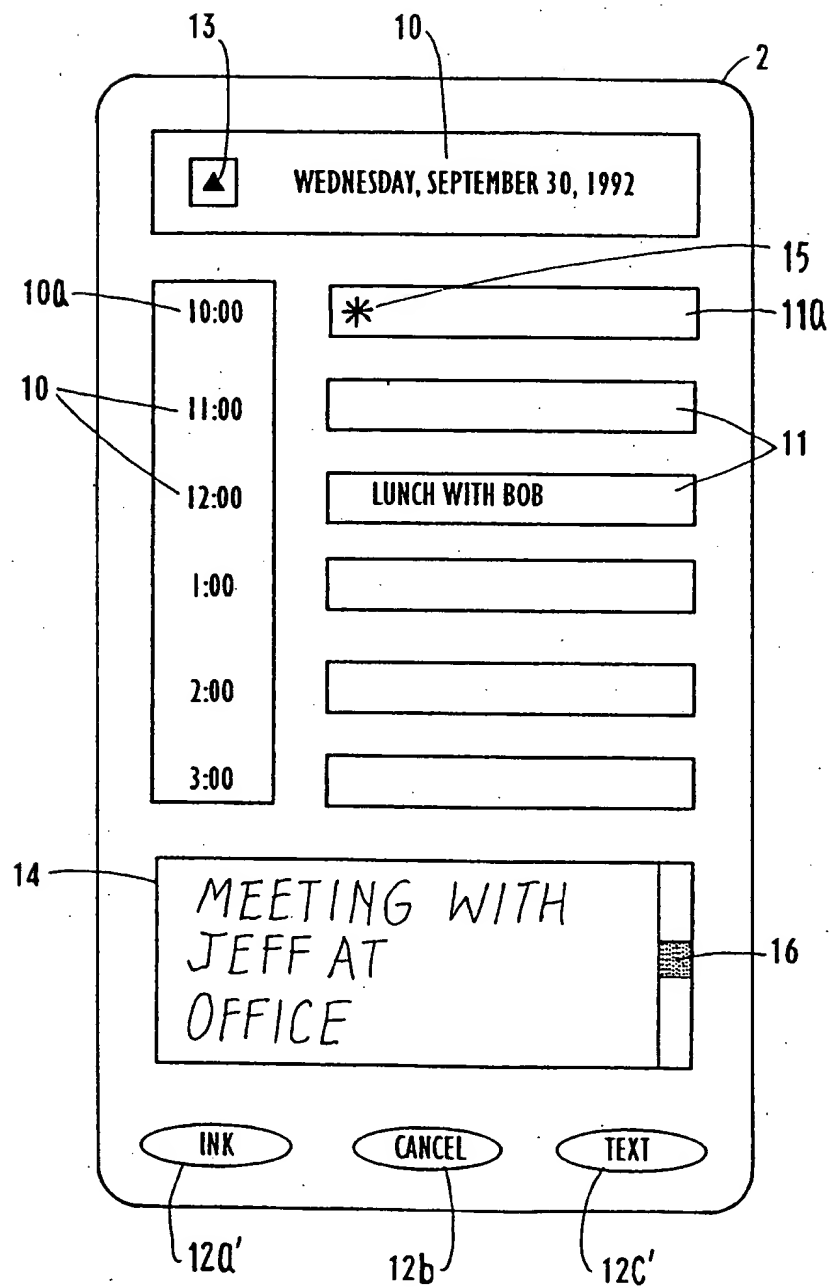 13
10
2
WEDNESDAY, SEPTEMBER 30, 1992
15
10a
10:00
11a
10
11:00
11
12:00
LUNCH WITH BOB
1:00
2:00
3:00
14
MEETING WITH
JEFF AT
OFFICE
16
INK
CANCEL
TEXT
12a'
12b
12c'